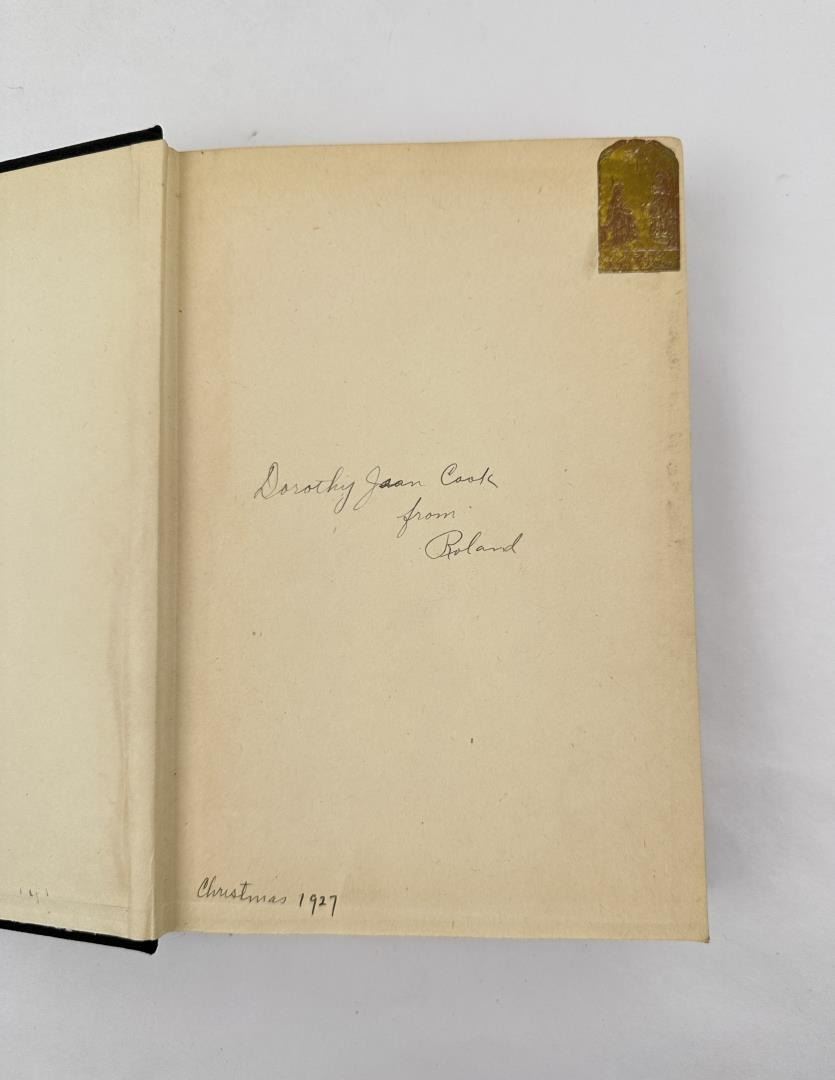 Dorothy Jean Cook
from
Roland
Christmas 1927